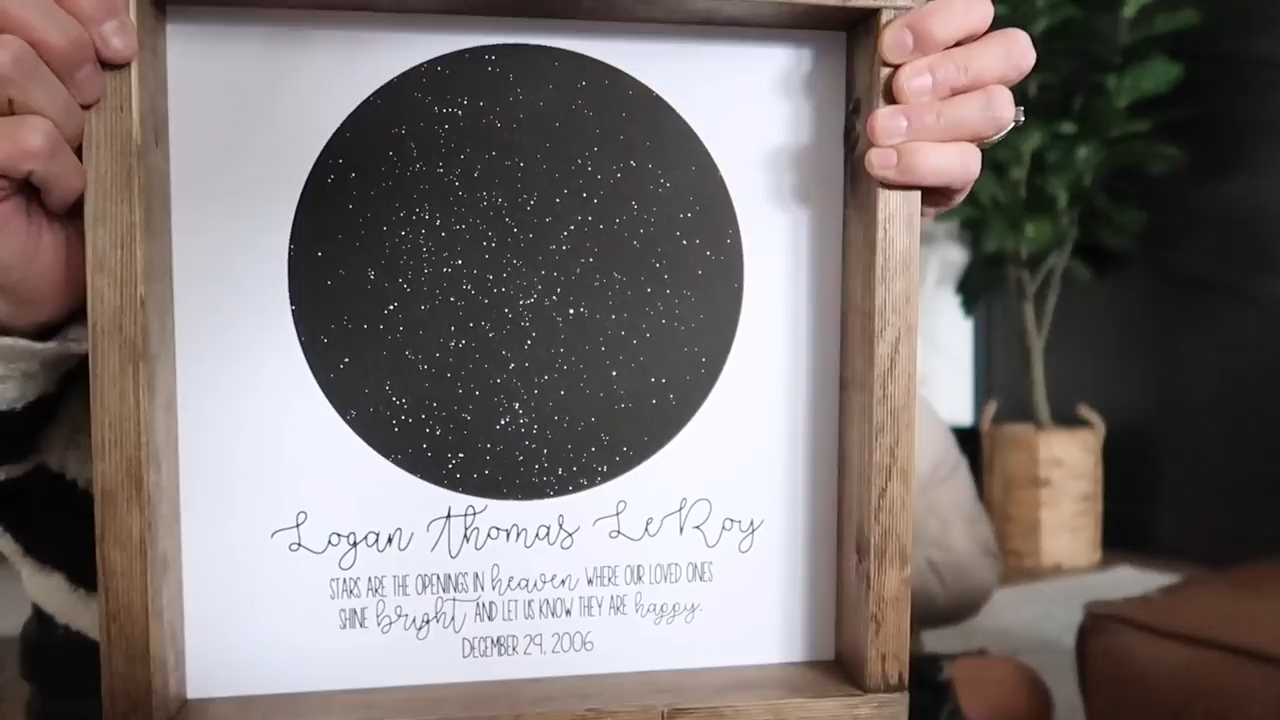 Logan Thomas LeRoy
STARS ARE THE OPENINGS IN heaven WHERE OUR LOVED ONES
SHINE bright AND LET US KNOW THEY ARE happy.
DECEMBER 29, 2006